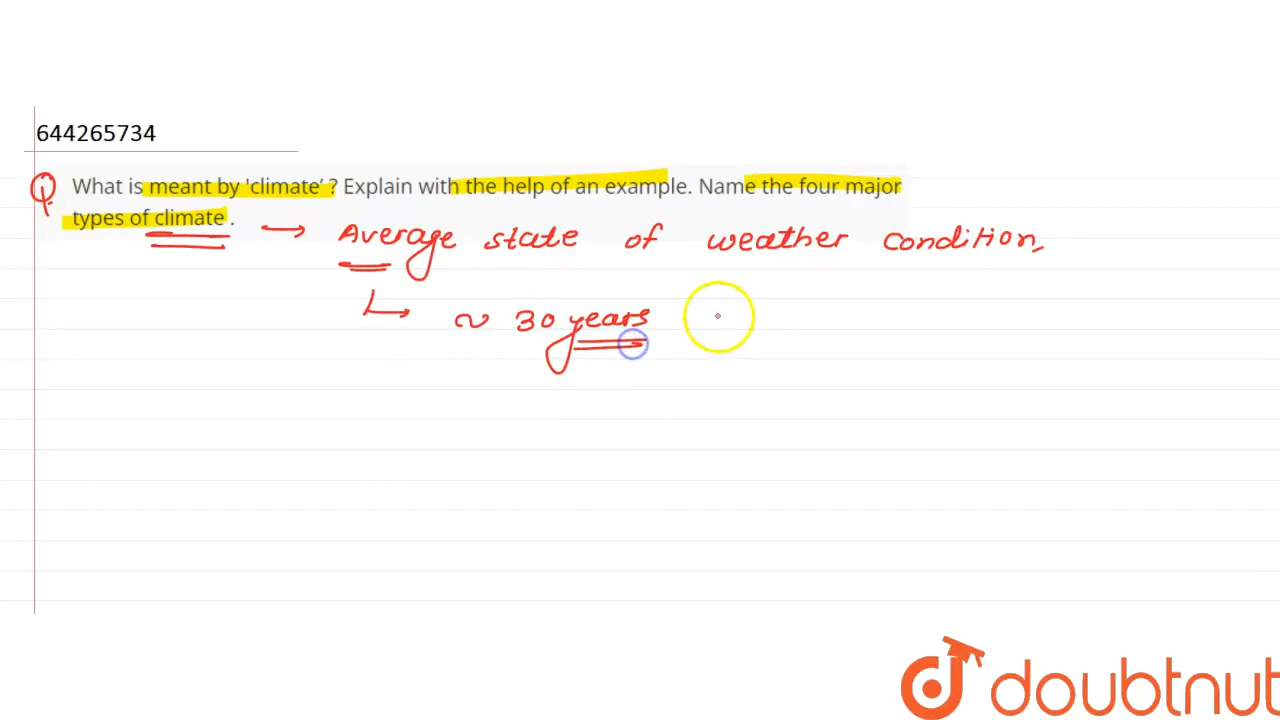 644265734
Q. What is meant by 'climate' ? Explain with the help of an example. Name the four major
types of climate .
→ Average state of weather condition,
↳ ~ 30 years
doubtnut